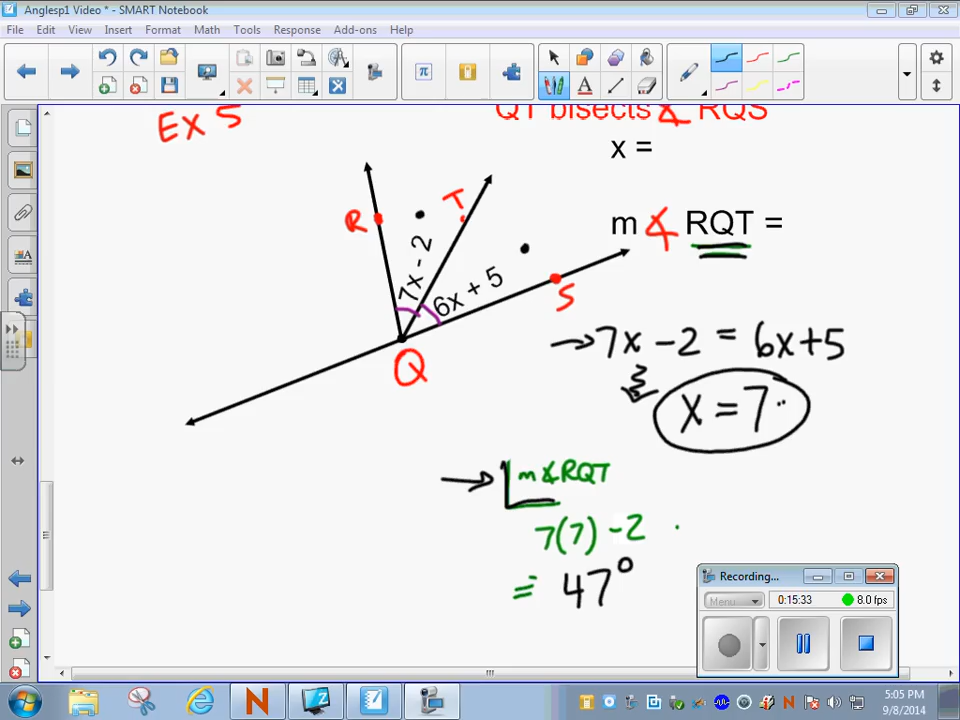 Anglesp1 Video * - SMART Notebook
File Edit View Insert Format Math Tools Response Add-ons Help
Ex 5
QT bisects ∡ RQS
x =
m ∡ RQT =
R
T
7x - 2
6x + 5
S
Q
→ 7x - 2 = 6x + 5
x = 7
→ m∡RQT
7(7) - 2
= 47°
Recording...
Menu
0:15:33
8.0 fps
5:05 PM
9/8/2014